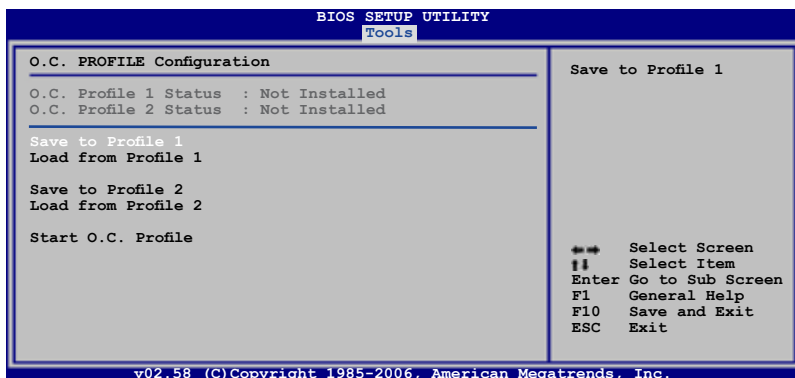 BIOS SETUP UTILITY
Tools
O.C. PROFILE Configuration
O.C. Profile 1 Status : Not Installed
O.C. Profile 2 Status : Not Installed
Save to Profile 1
Load from Profile 1
Save to Profile 2
Load from Profile 2
Start O.C. Profile
Save to Profile 1
Select Screen
Select Item
Enter Go to Sub Screen
F1 General Help
F10 Save and Exit
ESC Exit
v02.58 (C)Copyright 1985-2006, American Megatrends, Inc.